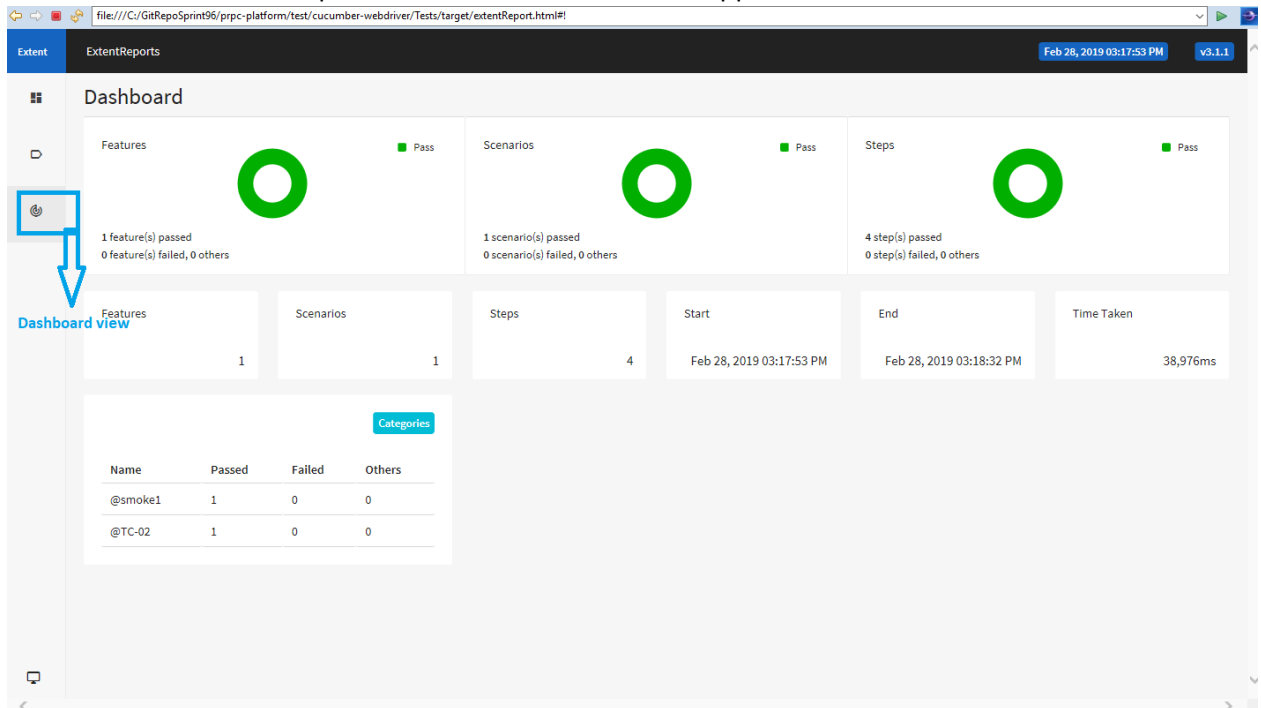 file:///C:/GitRepoSprint96/prpc-platform/test/cucumber-webdriver/Tests/target/extentReport.html#!
Extent ExtentReports Feb 28, 2019 03:17:53 PM v3.1.1
Dashboard
Features Pass
1 feature(s) passed
0 feature(s) failed, 0 others
Scenarios Pass
1 scenario(s) passed
0 scenario(s) failed, 0 others
Steps Pass
4 step(s) passed
0 step(s) failed, 0 others
Dashboard view
Features
1
Scenarios
1
Steps
4
Start
Feb 28, 2019 03:17:53 PM
End
Feb 28, 2019 03:18:32 PM
Time Taken
38,976ms
Categories
Name Passed Failed Others
@smoke1 1 0 0
@TC-02 1 0 0